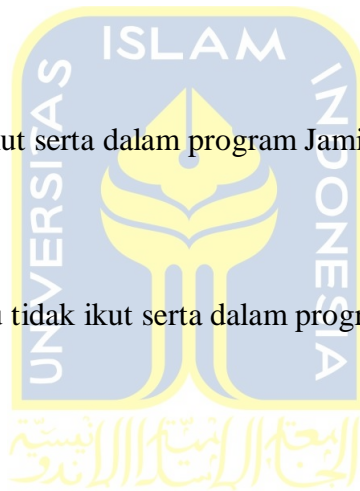 ISLAM
UNIVERSITAS
INDONESIA
ut serta dalam program Jami
tidak ikut serta dalam progr